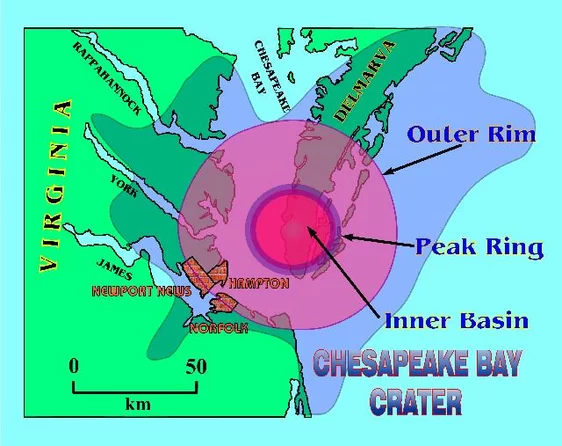 RAPPAHANNOCK
CHESAPEAKE
BAY
DELMARVA
Outer Rim
VIRGINIA
YORK
Peak Ring
JAMES
HAMPTON
NEWPORT NEWS
NORFOLK
Inner Basin
0 50
km
CHESAPEAKE BAY
CRATER